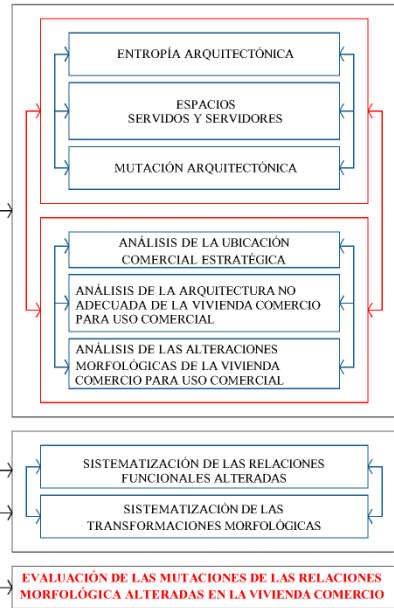 ENTROPÍA ARQUITECTÓNICA
ESPACIOS
SERVIDOS Y SERVIDORES
MUTACIÓN ARQUITECTÓNICA
ANÁLISIS DE LA UBICACIÓN
COMERCIAL ESTRATÉGICA
ANÁLISIS DE LA ARQUITECTURA NO
ADECUADA DE LA VIVIENDA COMERCIO
PARA USO COMERCIAL
ANÁLISIS DE LAS ALTERACIONES
MORFOLÓGICAS DE LA VIVIENDA
COMERCIO PARA USO COMERCIAL
SISTEMATIZACIÓN DE LAS RELACIONES
FUNCIONALES ALTERADAS
SISTEMATIZACIÓN DE LAS
TRANSFORMACIONES MORFOLÓGICAS
EVALUACIÓN DE LAS MUTACIONES DE LAS RELACIONES
MORFOLÓGICA ALTERADAS EN LA VIVIENDA COMERCIO